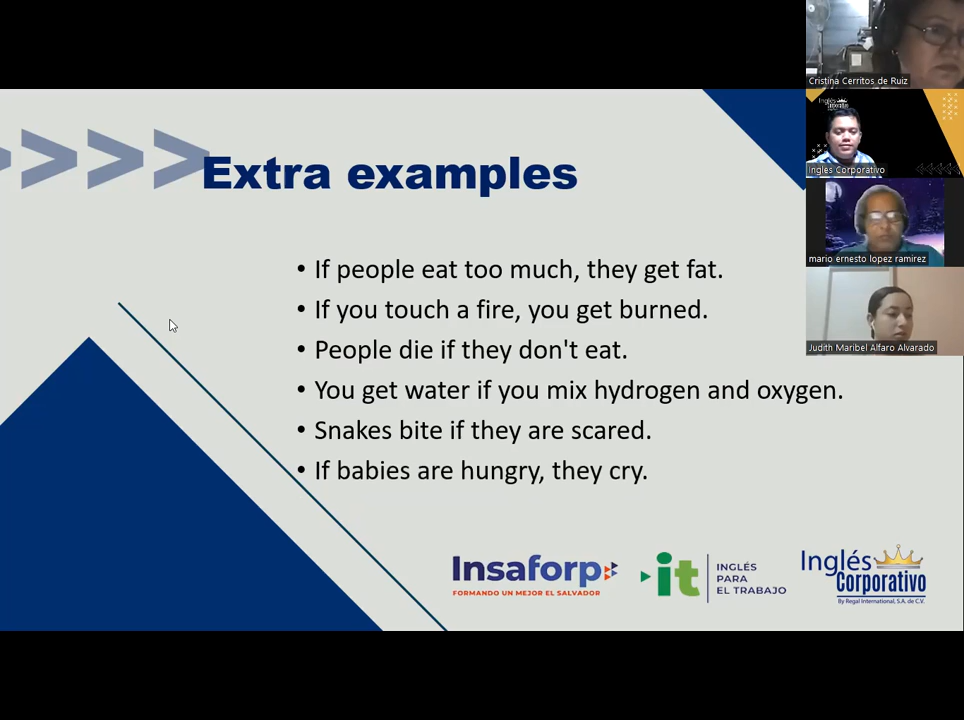 Extra examples
• If people eat too much, they get fat.
• If you touch a fire, you get burned.
• People die if they don't eat.
• You get water if you mix hydrogen and oxygen.
• Snakes bite if they are scared.
• If babies are hungry, they cry.
Insaforp
FORMANDO UN MEJOR EL SALVADOR
it
INGLÉS
PARA
EL TRABAJO
Inglés
Corporativo
By Regal International, S.A. de C.V.
Cristina Cerritos de Ruiz
Inglés Corporativo
mario ernesto lopez ramirez
Judith Maribel Alfaro Alvarado